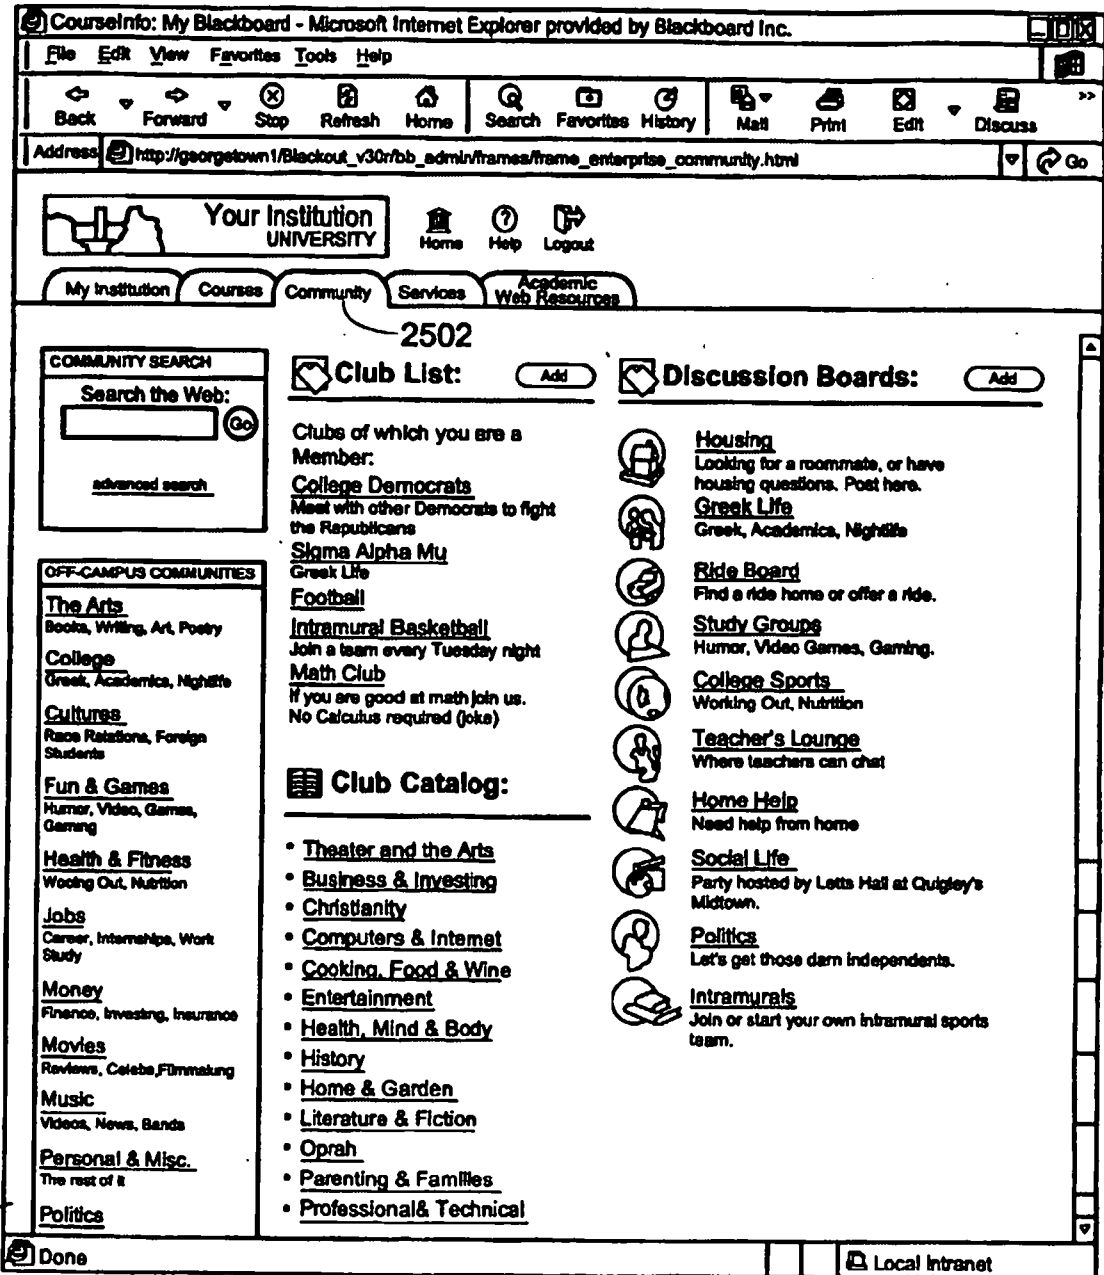 CourseInfo: My Blackboard - Microsoft Internet Explorer provided by Blackboard Inc.
File Edit View Favorites Tools Help
Back Forward Stop Refresh Home Search Favorites History Mail Print Edit Discuss >>
Address http://georgetown1/Blackout_v30r/bb_admin/frames/frame_enterprise_community.html Go
Your Institution
UNIVERSITY
Home Help Logout
My Institution Courses Community Services Academic Web Resources
2502
COMMUNITY SEARCH
Search the Web:
Go
advanced search
OFF-CAMPUS COMMUNITIES
The Arts
Books, Writing, Art, Poetry
College
Greek, Academics, Nightlife
Cultures
Race Relations, Foreign
Students
Fun & Games
Humor, Video, Games,
Gaming
Health & Fitness
Wooing Out, Nutrition
Jobs
Career, Internships, Work
Study
Money
Finance, Investing, Insurance
Movies
Reviews, Celebs,Filmmakung
Music
Videos, News, Bands
Personal & Misc.
The rest of it
Politics
Club List: Add
Clubs of which you are a
Member:
College Democrats
Meet with other Democrats to fight
the Republicans
Sigma Alpha Mu
Greek Life
Football
Intramural Basketball
Join a team every Tuesday night
Math Club
If you are good at math join us.
No Calculus required (joke)
Club Catalog:
• Theater and the Arts
• Business & Investing
• Christianity
• Computers & Internet
• Cooking, Food & Wine
• Entertainment
• Health, Mind & Body
• History
• Home & Garden
• Literature & Fiction
• Oprah
• Parenting & Families
• Professional& Technical
Discussion Boards: Add
Housing
Looking for a roommate, or have
housing questions. Post here.
Greek Life
Greek, Academics, Nightlife
Ride Board
Find a ride home or offer a ride.
Study Groups
Humor, Video Games, Gaming.
College Sports
Working Out, Nutrition
Teacher's Lounge
Where teachers can chat
Home Help
Need help from home
Social Life
Party hosted by Letts Hall at Quigley's
Midtown.
Politics
Let's get those darn independents.
Intramurals
Join or start your own intramural sports
team.
Done Local Intranet